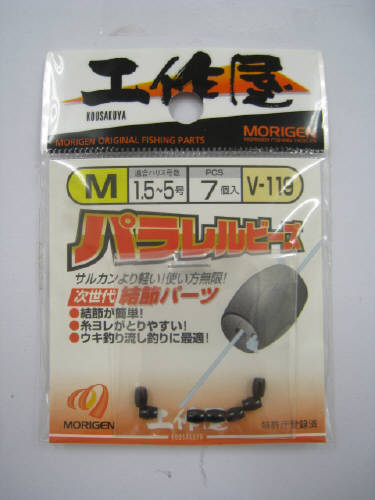 工作屋
KOUSAKUYA
MORIGEN ORIGINAL FISHING PARTS
MORIGEN
M
適合ハリス号数
1.5~5号
PCS
7個入
V-119
パラレルビーズ
サルカンより軽い!使い方無限!
次世代 結節パーツ
●結節が簡単!
●糸ヨレがとりやすい!
●ウキ釣り流し釣りに最適!
MORIGEN
工作屋
KOUSAKUYA